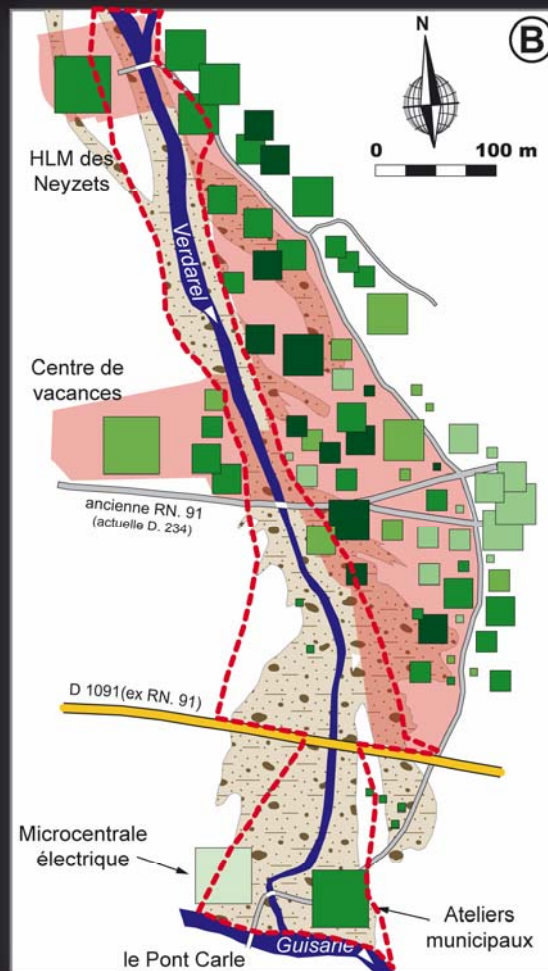 B
N
0 100 m
HLM des
Neyzets
Verdarel
Centre de
vacances
ancienne RN. 91
(actuelle D. 234)
D 1091(ex RN. 91)
Microcentrale
électrique
le Pont Carle
Guisane
Ateliers
municipaux